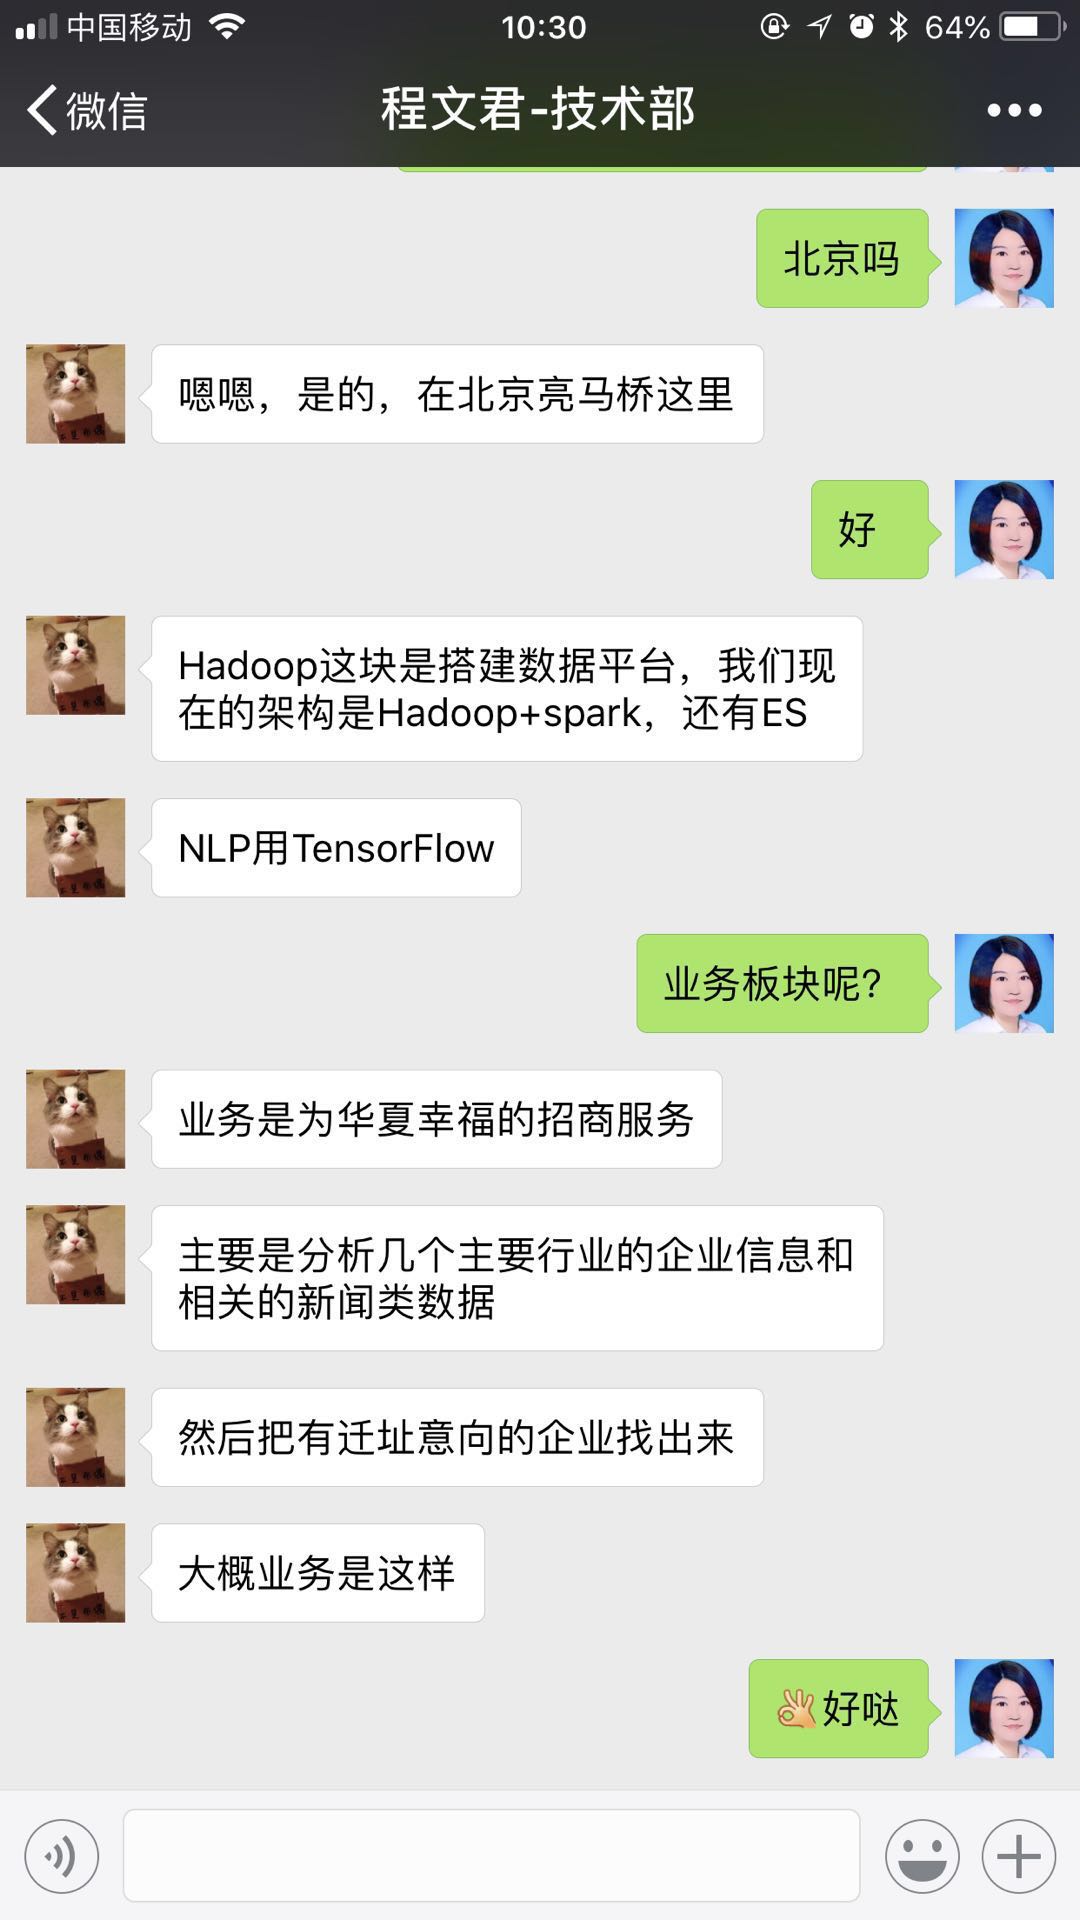 中国移动 10:30 64%
微信 程文君-技术部
北京吗
嗯嗯，是的，在北京亮马桥这里
好
Hadoop这块是搭建数据平台，我们现
在的架构是Hadoop+spark，还有ES
NLP用TensorFlow
业务板块呢?
业务是为华夏幸福的招商服务
主要是分析几个主要行业的企业信息和
相关的新闻类数据
然后把有迁址意向的企业找出来
大概业务是这样
👌好哒